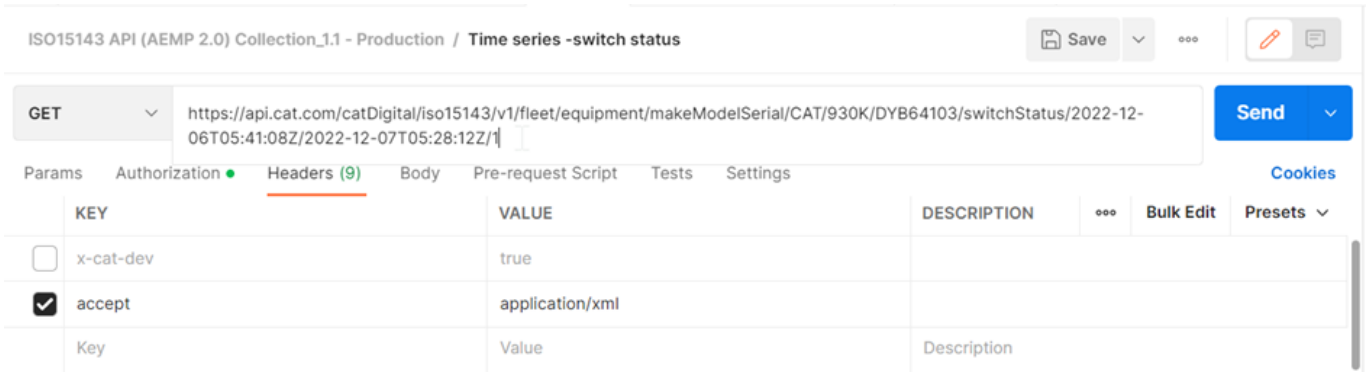 ISO15143 API (AEMP 2.0) Collection_1.1 - Production / Time series -switch status Save
GET https://api.cat.com/catDigital/iso15143/v1/fleet/equipment/makeModelSerial/CAT/930K/DYB64103/switchStatus/2022-12- Send
06T05:41:08Z/2022-12-07T05:28:12Z/1
Params Authorization Headers (9) Body Pre-request Script Tests Settings Cookies
KEY VALUE DESCRIPTION Bulk Edit Presets
x-cat-dev true
accept application/xml
Key Value Description